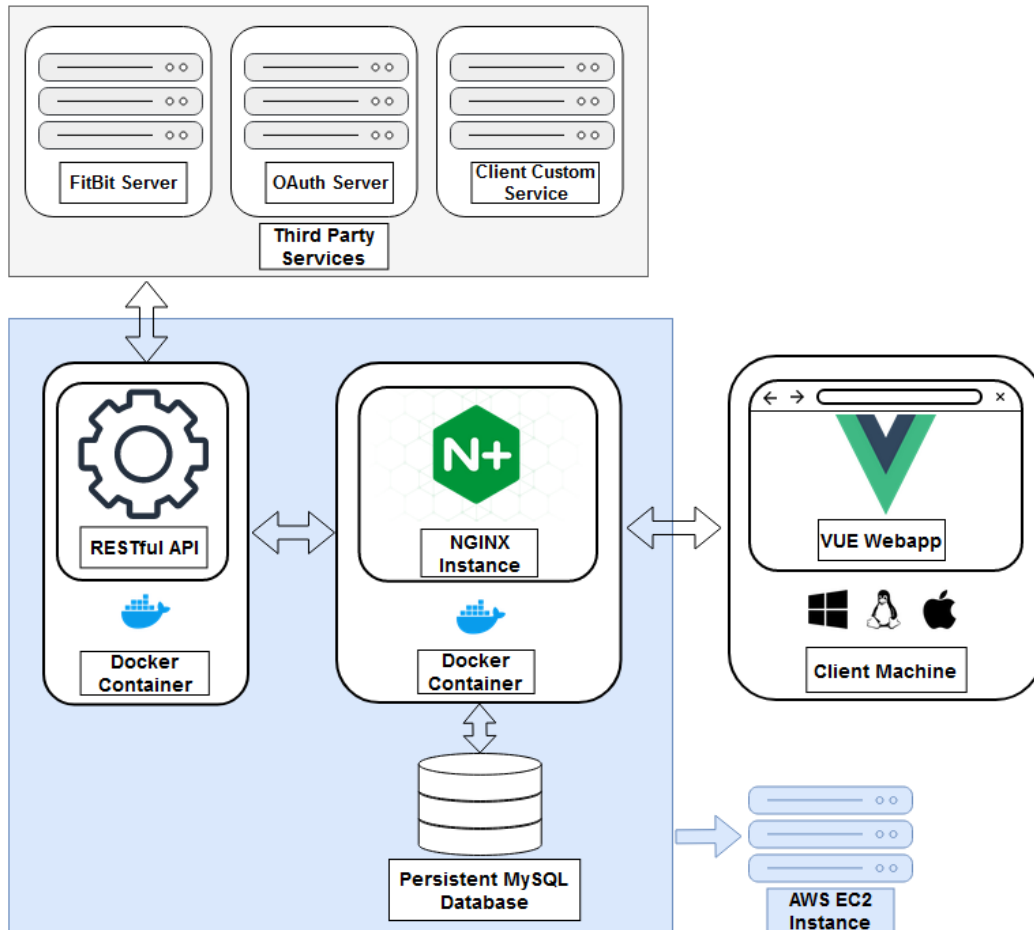 FitBit Server
OAuth Server
Client Custom
Service
Third Party
Services
N+
RESTful API
NGINX
Instance
VUE Webapp
Docker
Container
Docker
Container
Client Machine
Persistent MySQL
Database
AWS EC2
Instance